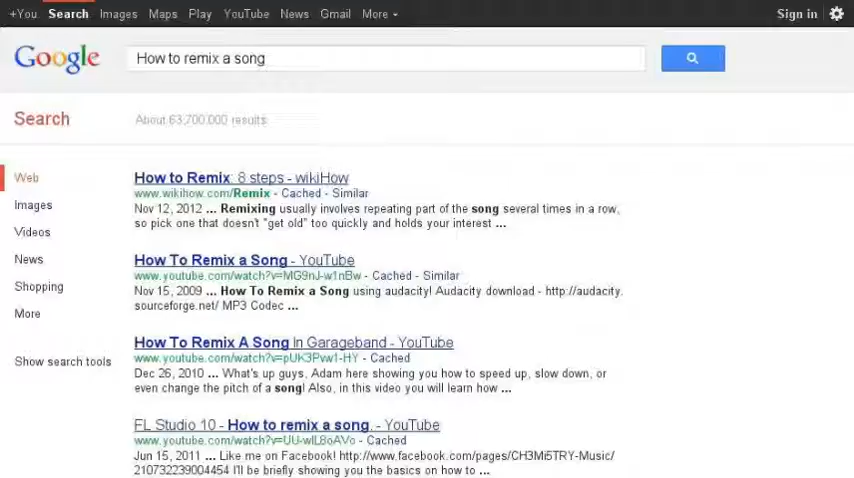 +You Search Images Maps Play YouTube News Gmail More Sign in
Google How to remix a song
Search About 63,700,000 results
Web
Images
Videos
News
Shopping
More
Show search tools
How to Remix: 8 steps - wikiHow
www.wikihow.com/Remix - Cached - Similar
Nov 12, 2012 ... Remixing usually involves repeating part of the song several times in a row,
so pick one that doesn't "get old" too quickly and holds your interest ...
How To Remix a Song - YouTube
www.youtube.com/watch?v=MG9nJ-w1nBw - Cached - Similar
Nov 15, 2009 ... How To Remix a Song using audacity! Audacity download - http://audacity.
sourceforge.net/ MP3 Codec ...
How To Remix A Song In Garageband - YouTube
www.youtube.com/watch?v=pUK3Pvw1-HY - Cached
Dec 26, 2010 ... What's up guys, Adam here showing you how to speed up, slow down, or
even change the pitch of a song! Also, in this video you will learn how ...
FL Studio 10 - How to remix a song. - YouTube
www.youtube.com/watch?v=UU-wlL8oAVo - Cached
Jun 15, 2011 ... Like me on Facebook! http://www.facebook.com/pages/CH3Mi5TRY-Music/
210732239004454 I'll be briefly showing you the basics on how to ...